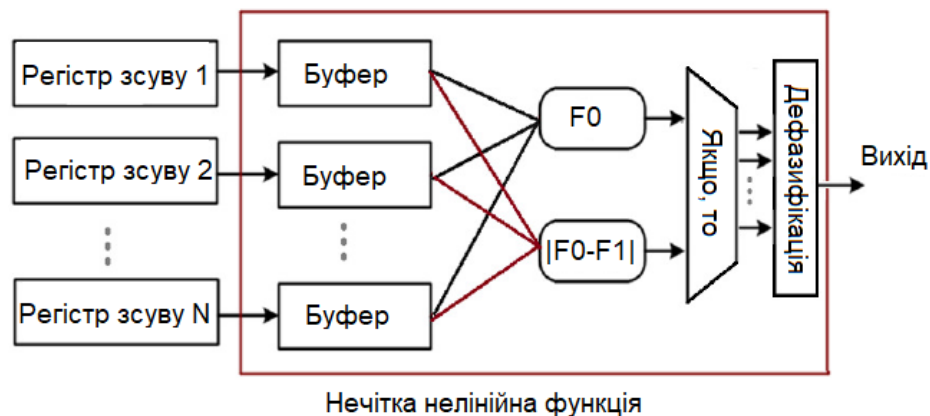 Регістр зсуву 1
Буфер
F0
Регістр зсуву 2
Буфер
|F0-F1|
Регістр зсуву N
Буфер
Якщо, то
Дефазифікація
Вихід
Нечітка нелінійна функція